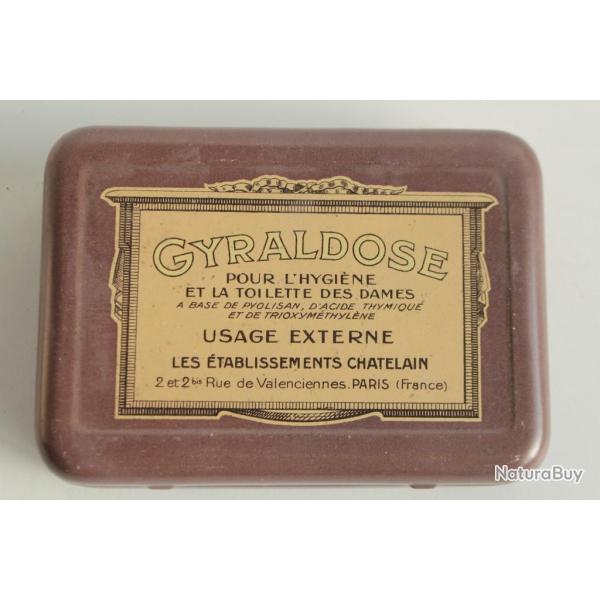 GYRALDOSE
POUR L'HYGIÈNE
ET LA TOILETTE DES DAMES
A BASE DE PYOLISAN, D'ACIDE THYMIQUE
ET DE TRIOXYMÉTHYLÈNE
USAGE EXTERNE
LES ÉTABLISSEMENTS CHATELAIN
2 et 2bis Rue de Valenciennes. PARIS (France)
NaturaBuy